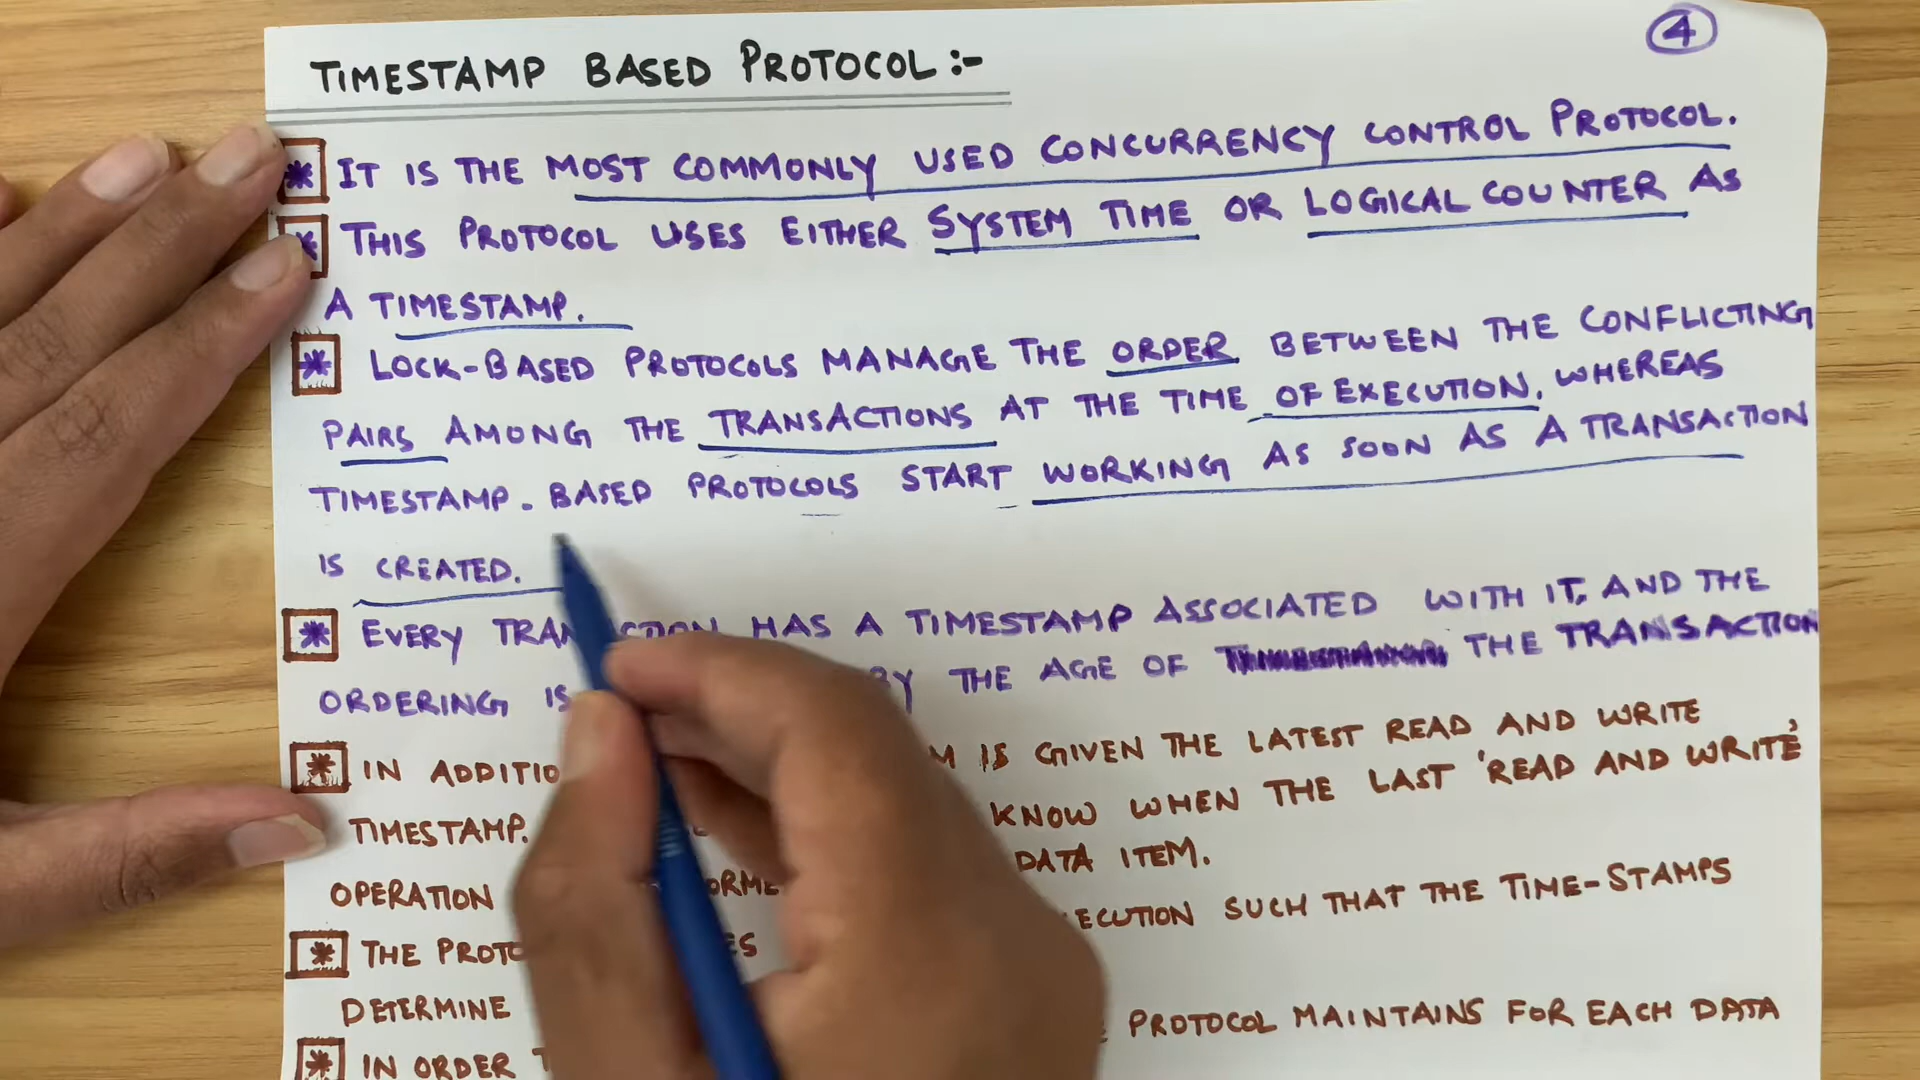 4
TIMESTAMP BASED PROTOCOL :-
* IT IS THE MOST COMMONLY USED CONCURRENCY CONTROL PROTOCOL.
* THIS PROTOCOL USES EITHER SYSTEM TIME OR LOGICAL COUNTER AS
A TIMESTAMP.
* LOCK-BASED PROTOCOLS MANAGE THE ORDER BETWEEN THE CONFLICTING
PAIRS AMONG THE TRANSACTIONS AT THE TIME OF EXECUTION, WHEREAS
TIMESTAMP-BASED PROTOCOLS START WORKING AS SOON AS A TRANSACTION
IS CREATED.
* EVERY HAS A TIMESTAMP ASSOCIATED WITH IT, AND THE
ORDERING IS BY THE AGE OF THE TRANSACTION
* IN IS GIVEN THE LATEST READ AND WRITE
TIMESTAMP. KNOW WHEN THE LAST 'READ AND WRITE'
OPERATION DATA ITEM.
* THE SUCH THAT THE TIME-STAMPS
DETERMINE
* IN ORDER PROTOCOL MAINTAINS FOR EACH DATA